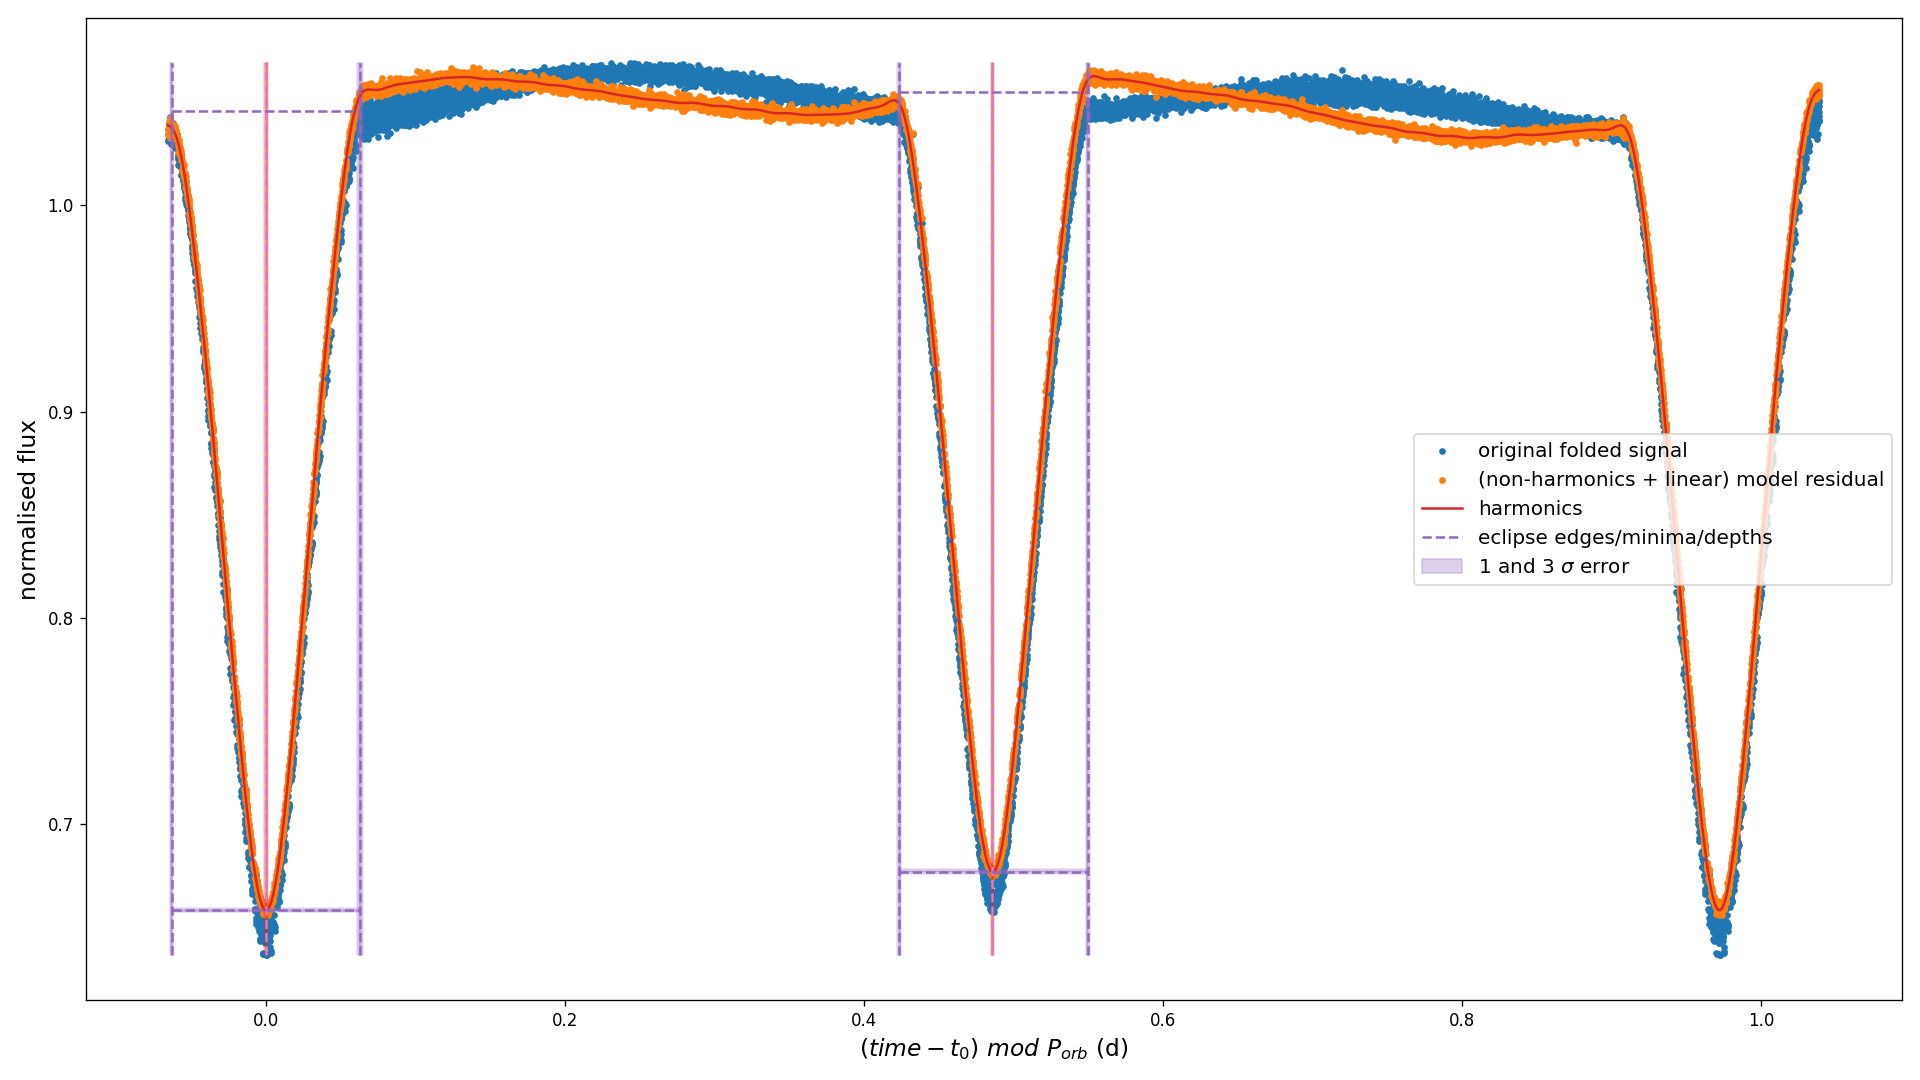 normalised flux
1.0
0.9
0.8
0.7
original folded signal
(non-harmonics + linear) model residual
harmonics
eclipse edges/minima/depths
1 and 3 σ error
0.0 0.2 0.4 0.6 0.8 1.0
(time − t₀) mod P_orb (d)